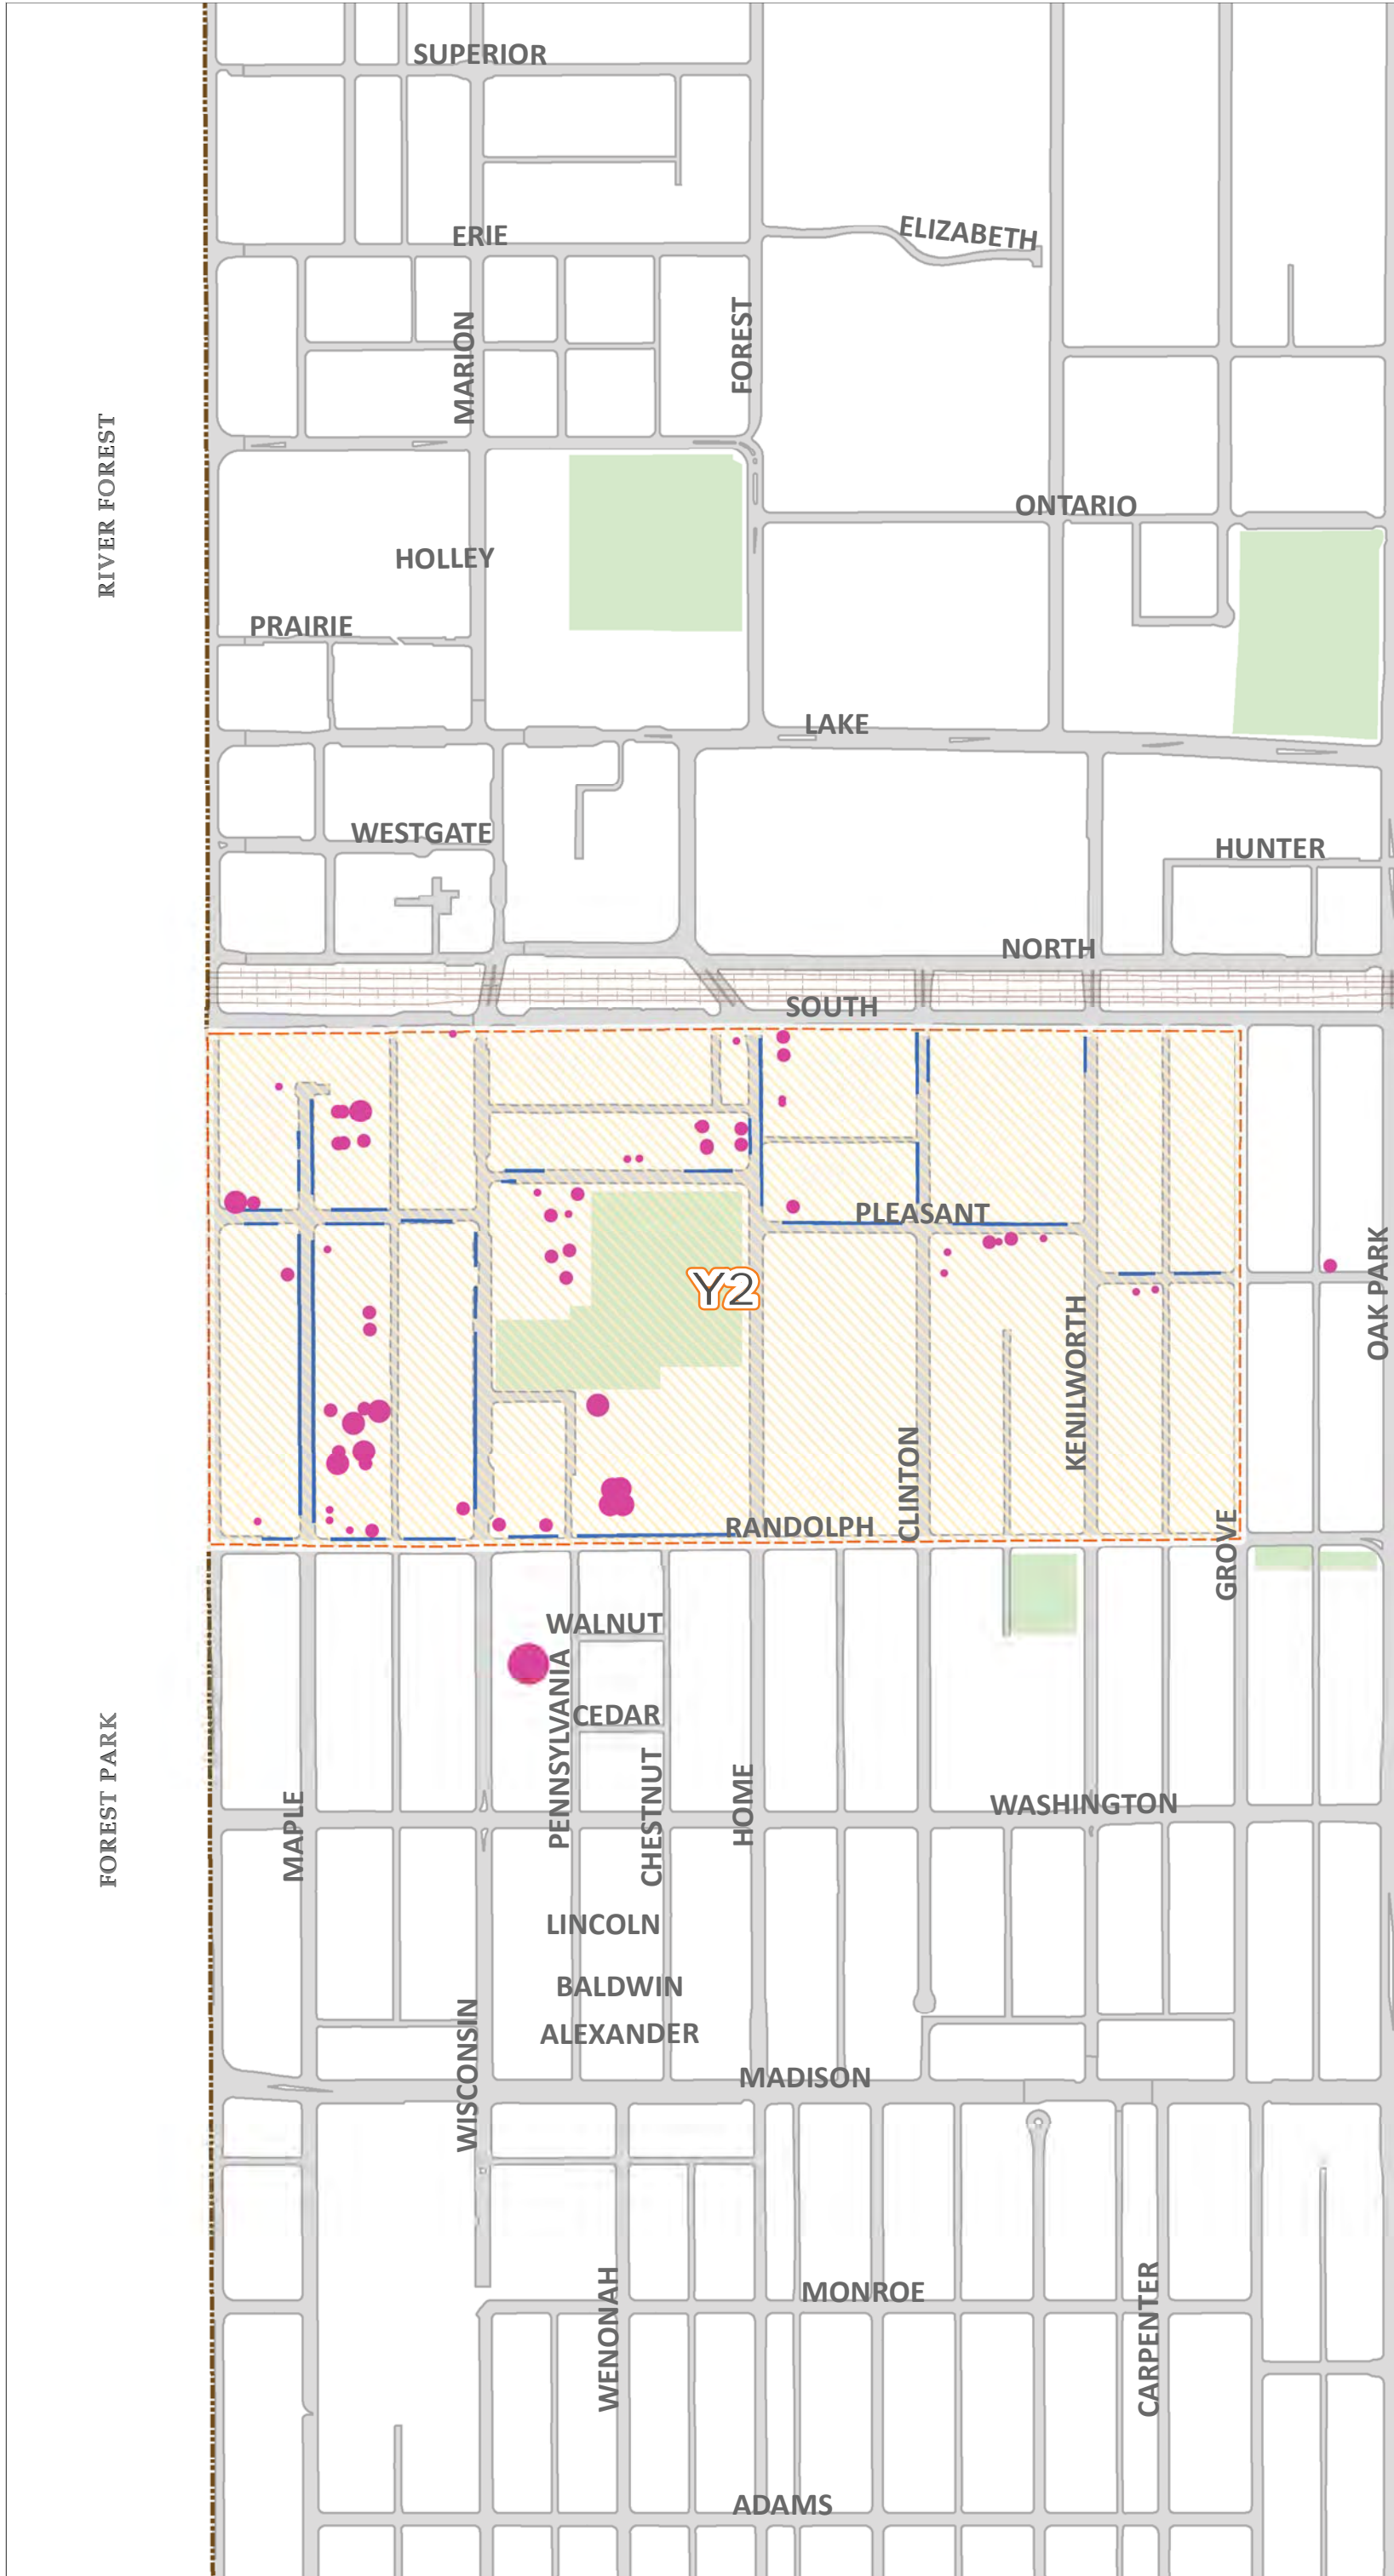 SUPERIOR
ELIZABETH
ERIE
FOREST
MARION
RIVER FOREST
ONTARIO
HOLLEY
PRAIRIE
LAKE
WESTGATE
HUNTER
NORTH
SOUTH
PLEASANT
OAK PARK
Y2
KENILWORTH
CLINTON
RANDOLPH
GROVE
WALNUT
PENNSYLVANIA
CEDAR
FOREST PARK
MAPLE
CHESTNUT
HOME
WASHINGTON
LINCOLN
BALDWIN
ALEXANDER
WISCONSIN
MADISON
MONROE
WENONAH
CARPENTER
ADAMS